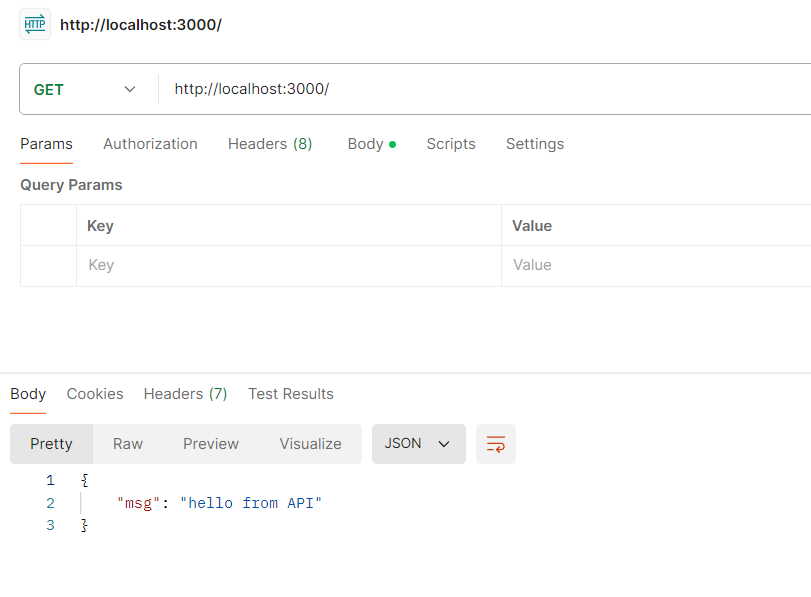 HTTP http://localhost:3000/
GET http://localhost:3000/
Params Authorization Headers (8) Body Scripts Settings
Query Params
Key Value
Key Value
Body Cookies Headers (7) Test Results
Pretty Raw Preview Visualize JSON
1 {
2 "msg": "hello from API"
3 }